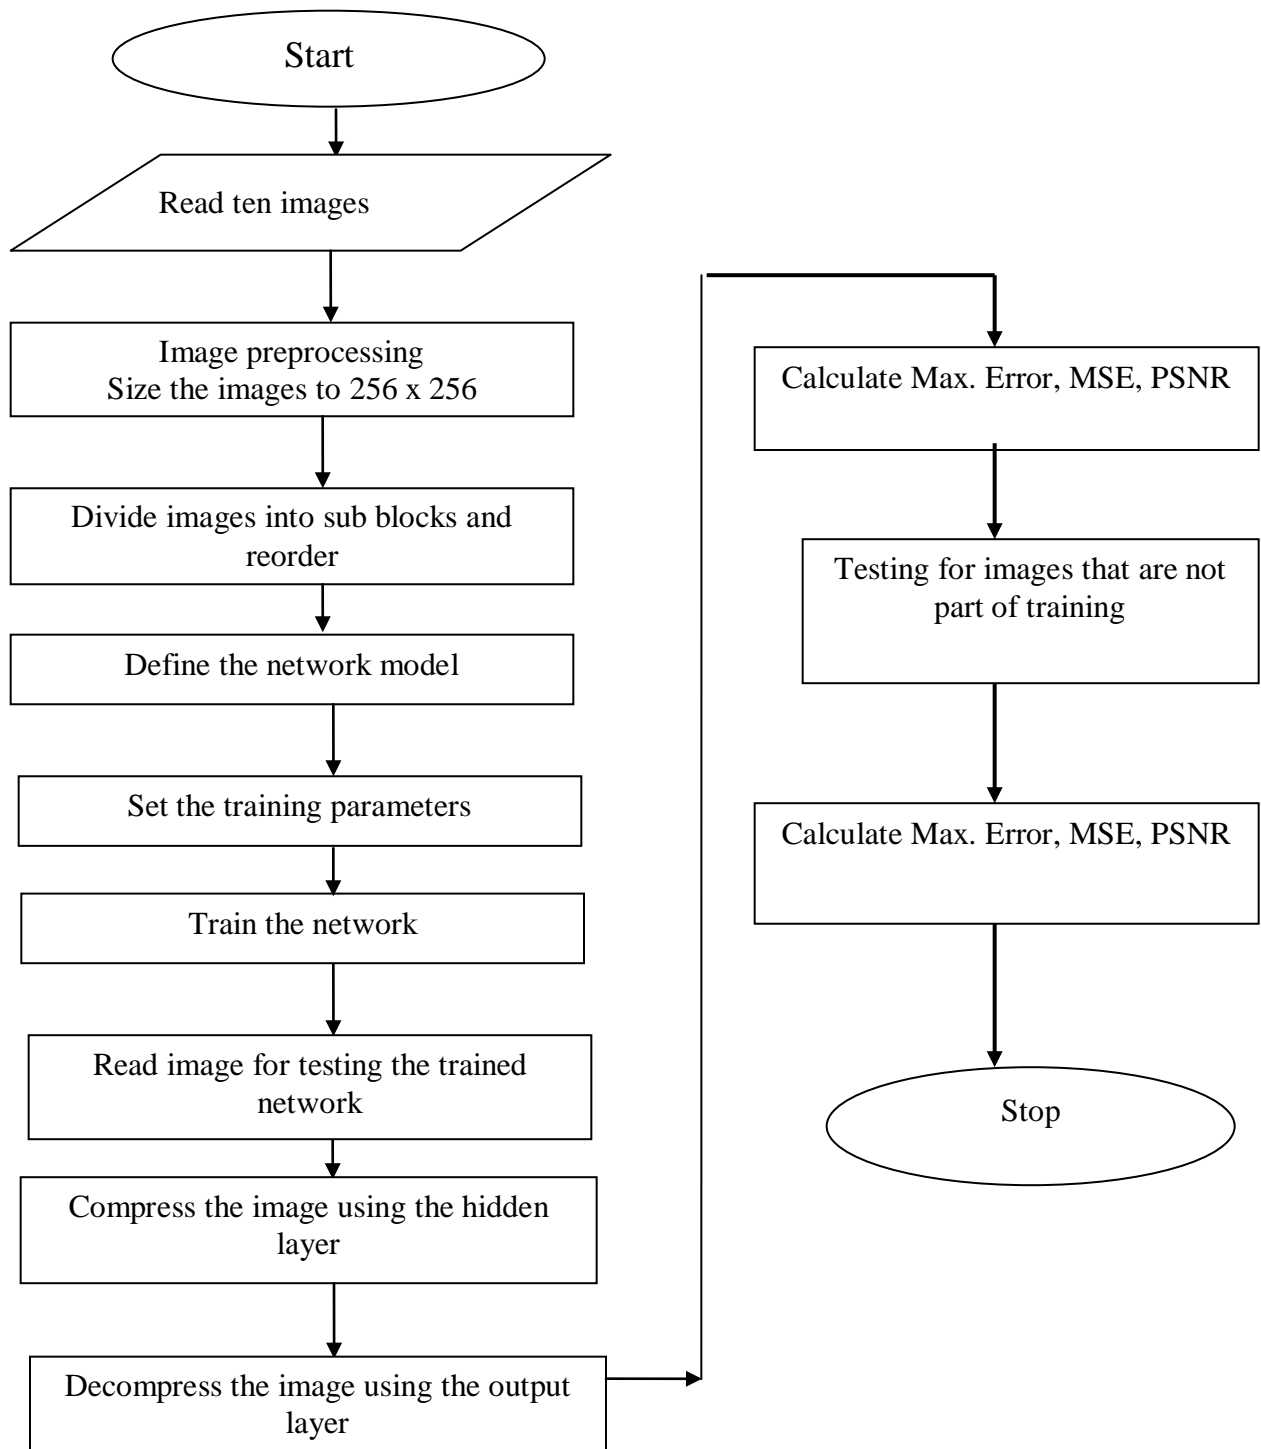 Start
Read ten images
Image preprocessing
Size the images to 256 x 256
Divide images into sub blocks and
reorder
Define the network model
Set the training parameters
Train the network
Read image for testing the trained
network
Compress the image using the hidden
layer
Decompress the image using the output
layer
Calculate Max. Error, MSE, PSNR
Testing for images that are not
part of training
Calculate Max. Error, MSE, PSNR
Stop